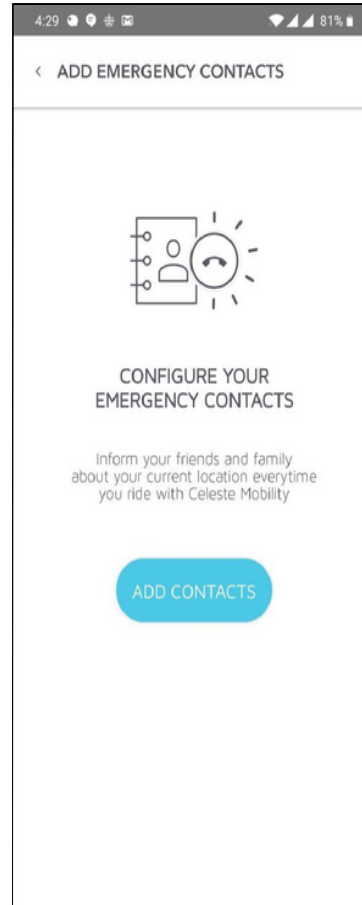 4:29 81%
< ADD EMERGENCY CONTACTS
CONFIGURE YOUR
EMERGENCY CONTACTS
Inform your friends and family
about your current location everytime
you ride with Celeste Mobility
ADD CONTACTS